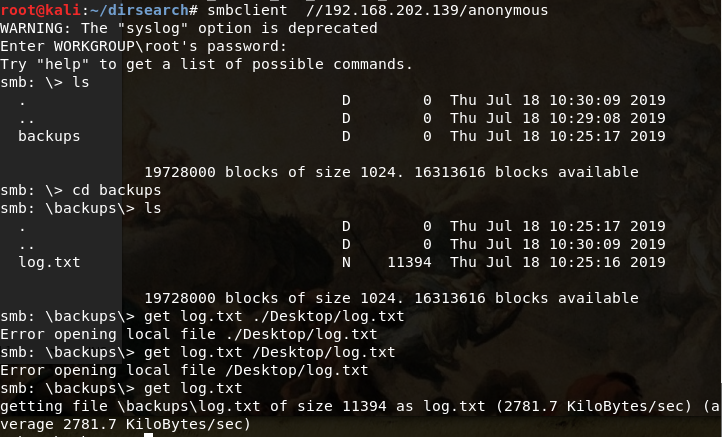 root@kali:~/dirsearch# smbclient  //192.168.202.139/anonymous
WARNING: The "syslog" option is deprecated
Enter WORKGROUP\root's password:
Try "help" to get a list of possible commands.
smb: \> ls
  .                                   D        0  Thu Jul 18 10:30:09 2019
  ..                                  D        0  Thu Jul 18 10:29:08 2019
  backups                             D        0  Thu Jul 18 10:25:17 2019
                19728000 blocks of size 1024. 16313616 blocks available
smb: \> cd backups
smb: \backups\> ls
  .                                   D        0  Thu Jul 18 10:25:17 2019
  ..                                  D        0  Thu Jul 18 10:30:09 2019
  log.txt                             N    11394  Thu Jul 18 10:25:16 2019
                19728000 blocks of size 1024. 16313616 blocks available
smb: \backups\> get log.txt ./Desktop/log.txt
Error opening local file ./Desktop/log.txt
smb: \backups\> get log.txt /Desktop/log.txt
Error opening local file /Desktop/log.txt
smb: \backups\> get log.txt
getting file \backups\log.txt of size 11394 as log.txt (2781.7 KiloBytes/sec) (a
verage 2781.7 KiloBytes/sec)